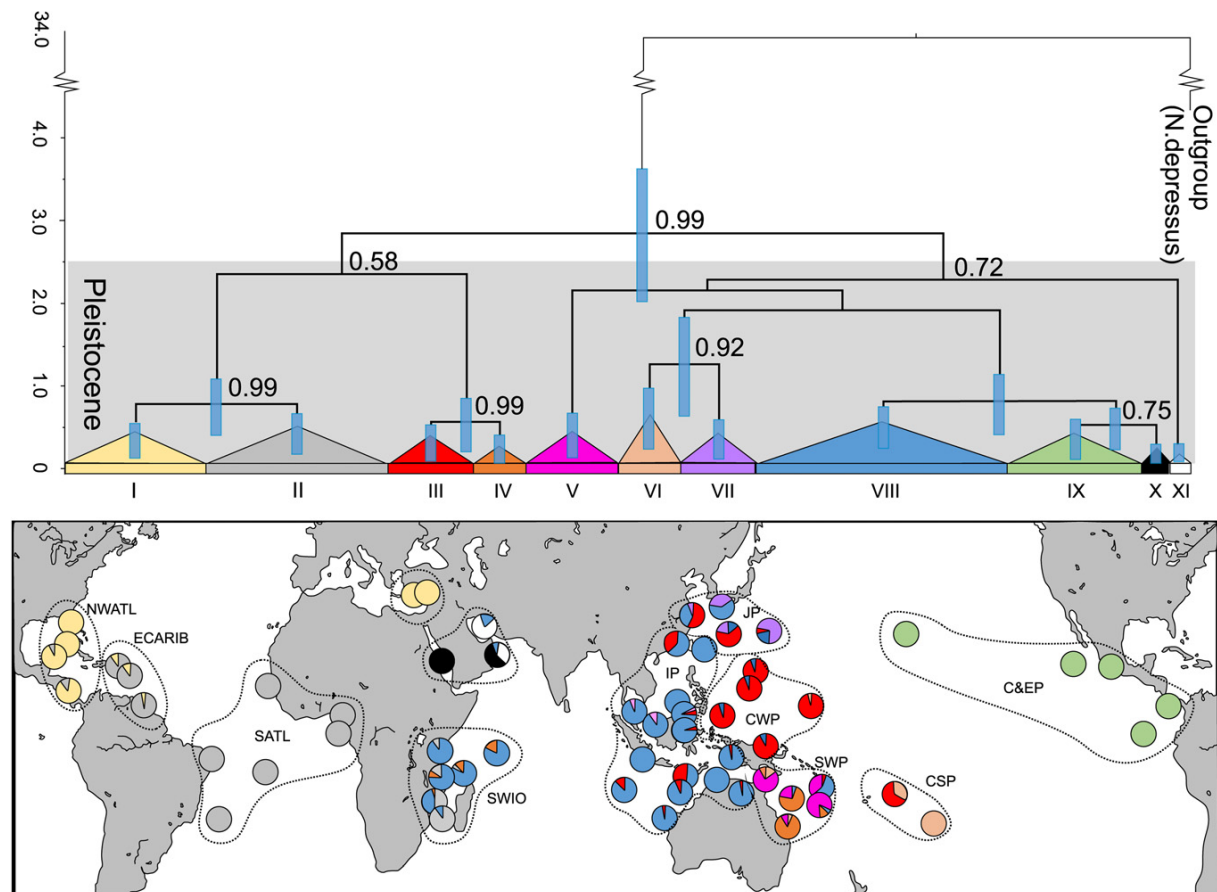 34.0
4.0
3.0
2.0
1.0
0
Outgroup
(N.depressus)
0.99
0.58
0.72
Pleistocene
0.92
0.99
0.99
0.75
I II III IV V VI VII VIII IX X XI
NWATL
ECARIB
SATL
SWIO
JP
IP
CWP
SWP
CSP
C&EP